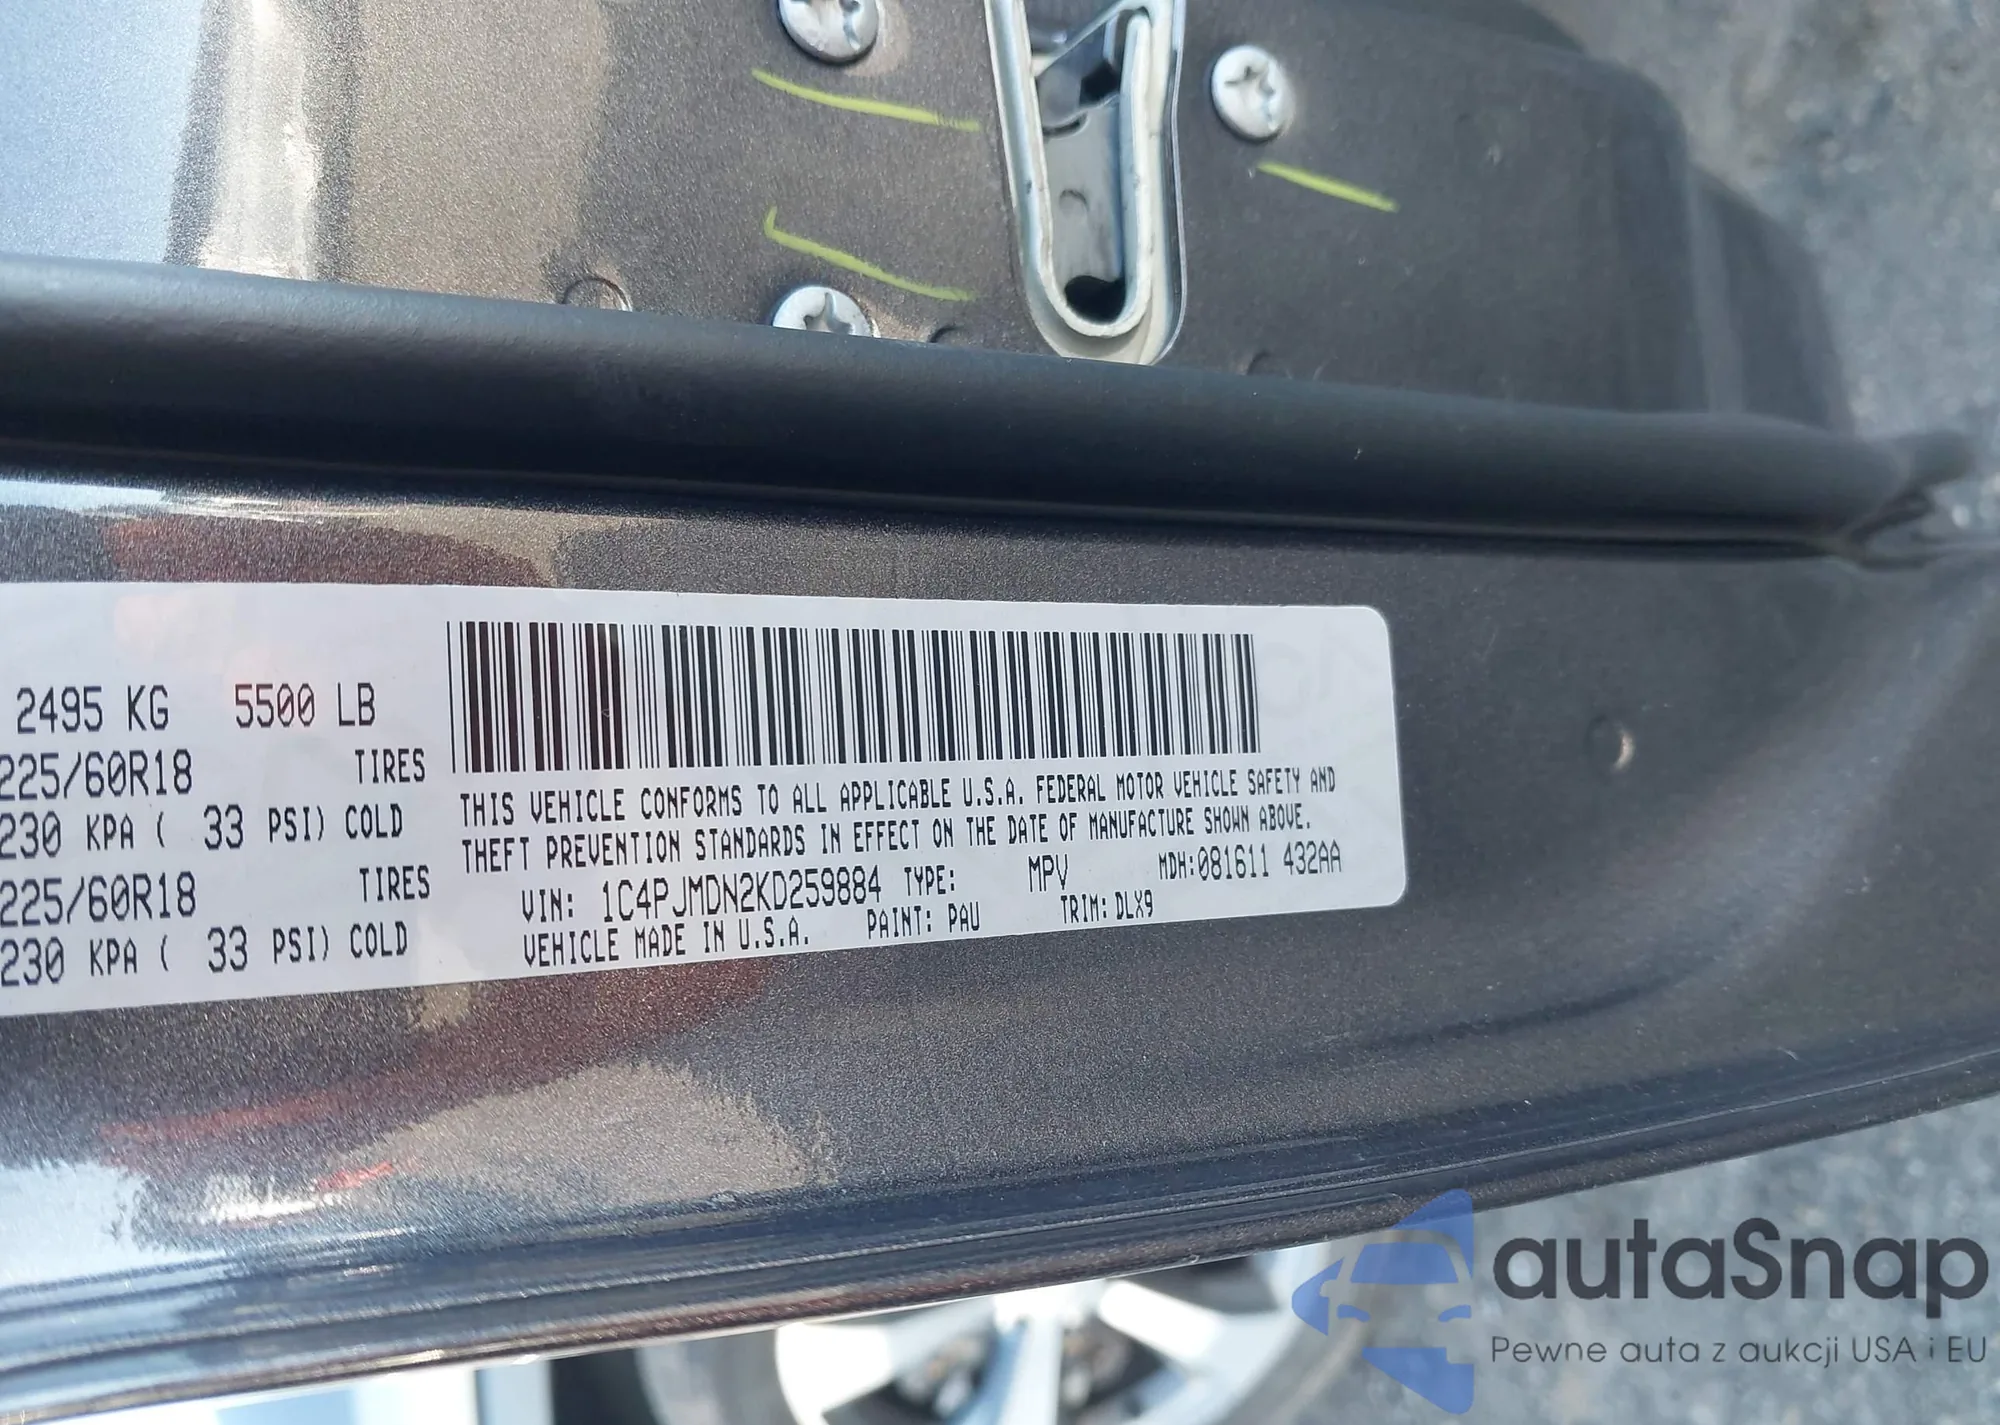 2495 KG 5500 LB
225/60R18 TIRES
230 KPA ( 33 PSI) COLD
225/60R18 TIRES
230 KPA ( 33 PSI) COLD
THIS VEHICLE CONFORMS TO ALL APPLICABLE U.S.A. FEDERAL MOTOR VEHICLE SAFETY AND
THEFT PREVENTION STANDARDS IN EFFECT ON THE DATE OF MANUFACTURE SHOWN ABOVE.
VIN: 1C4PJMDN2KD259884 TYPE: MPV MDH:081611 432AA
VEHICLE MADE IN U.S.A. PAINT: PAU TRIM: DLX9
autaSnap
Pewne auta z aukcji USA i EU